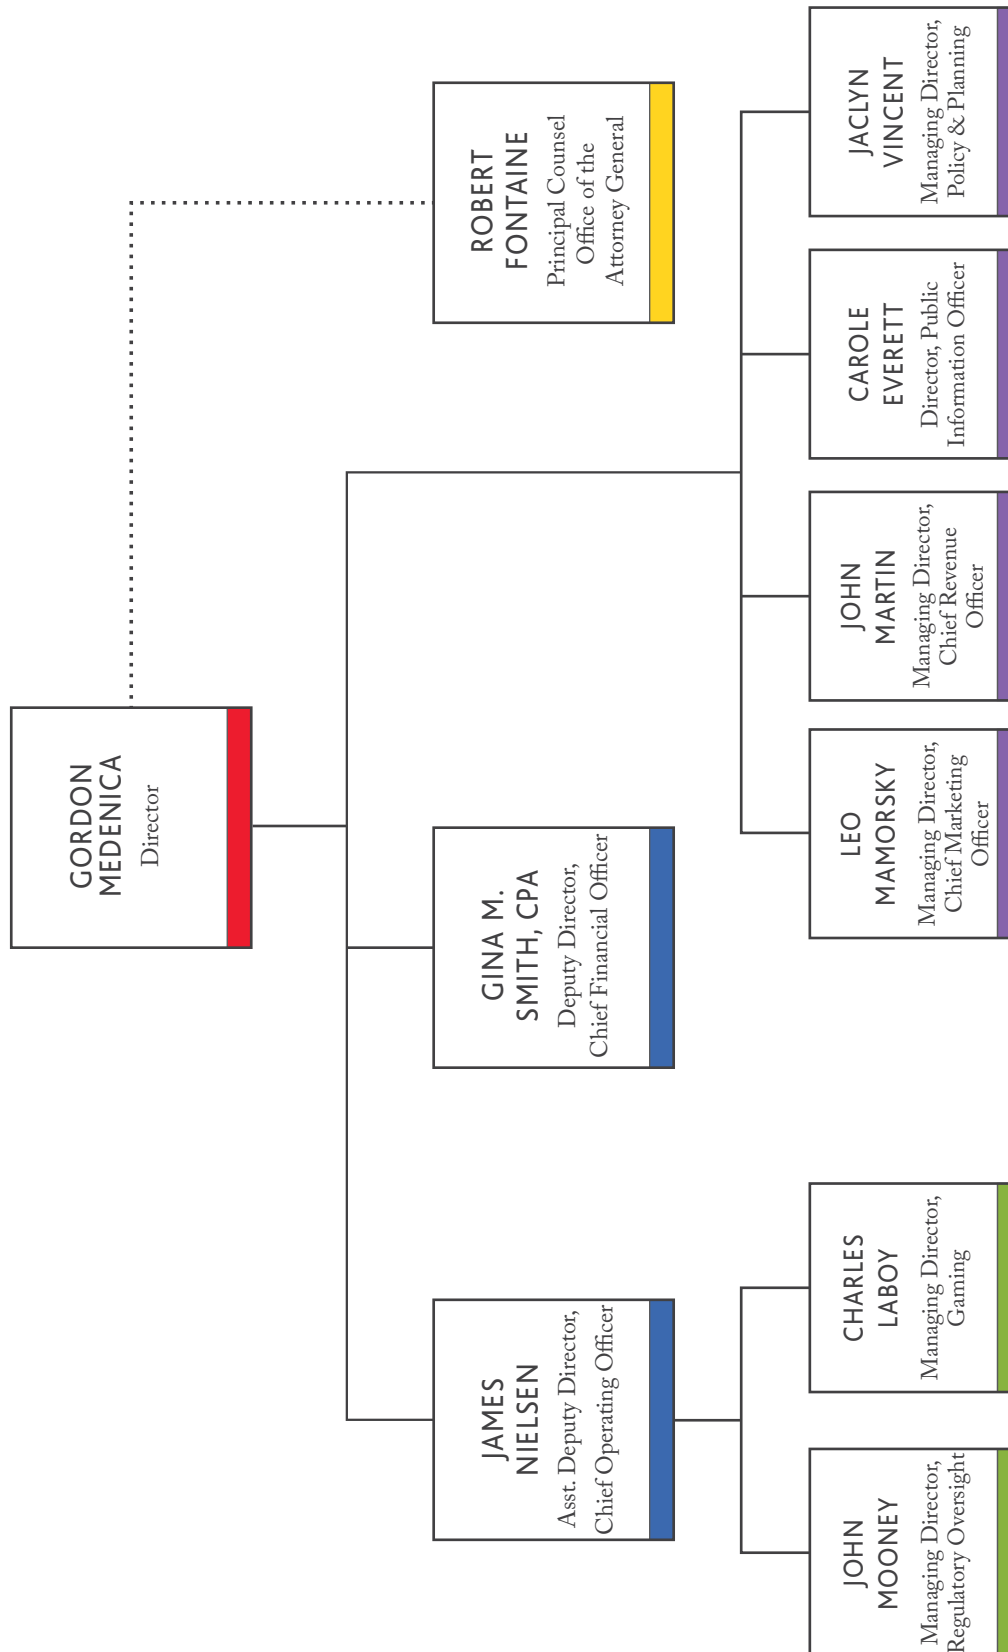 GORDON
MEDENICA
Director
ROBERT
FONTAINE
Principal Counsel
Office of the
Attorney General
JAMES
NIELSEN
Asst. Deputy Director,
Chief Operating Officer
GINA M.
SMITH, CPA
Deputy Director,
Chief Financial Officer
JOHN
MOONEY
Managing Director,
Regulatory Oversight
CHARLES
LABOY
Managing Director,
Gaming
LEO
MAMORSKY
Managing Director,
Chief Marketing
Officer
JOHN
MARTIN
Managing Director,
Chief Revenue
Officer
CAROLE
EVERETT
Director, Public
Information Officer
JACLYN
VINCENT
Managing Director,
Policy & Planning